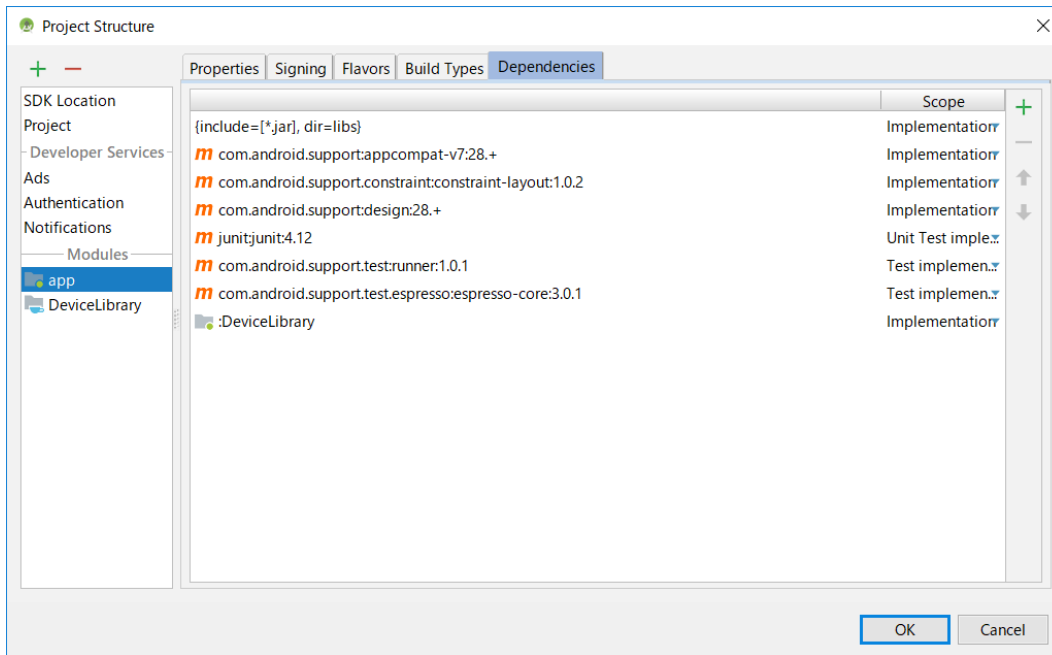 Project Structure
Properties Signing Flavors Build Types Dependencies
SDK Location
Project
Developer Services
Ads
Authentication
Notifications
Modules
app
DeviceLibrary
Scope
{include=[*.jar], dir=libs} Implementation
m com.android.support:appcompat-v7:28.+ Implementation
m com.android.support.constraint:constraint-layout:1.0.2 Implementation
m com.android.support:design:28.+ Implementation
m junit:junit:4.12 Unit Test imple...
m com.android.support.test:runner:1.0.1 Test implemen...
m com.android.support.test.espresso:espresso-core:3.0.1 Test implemen...
:DeviceLibrary Implementation
OK Cancel